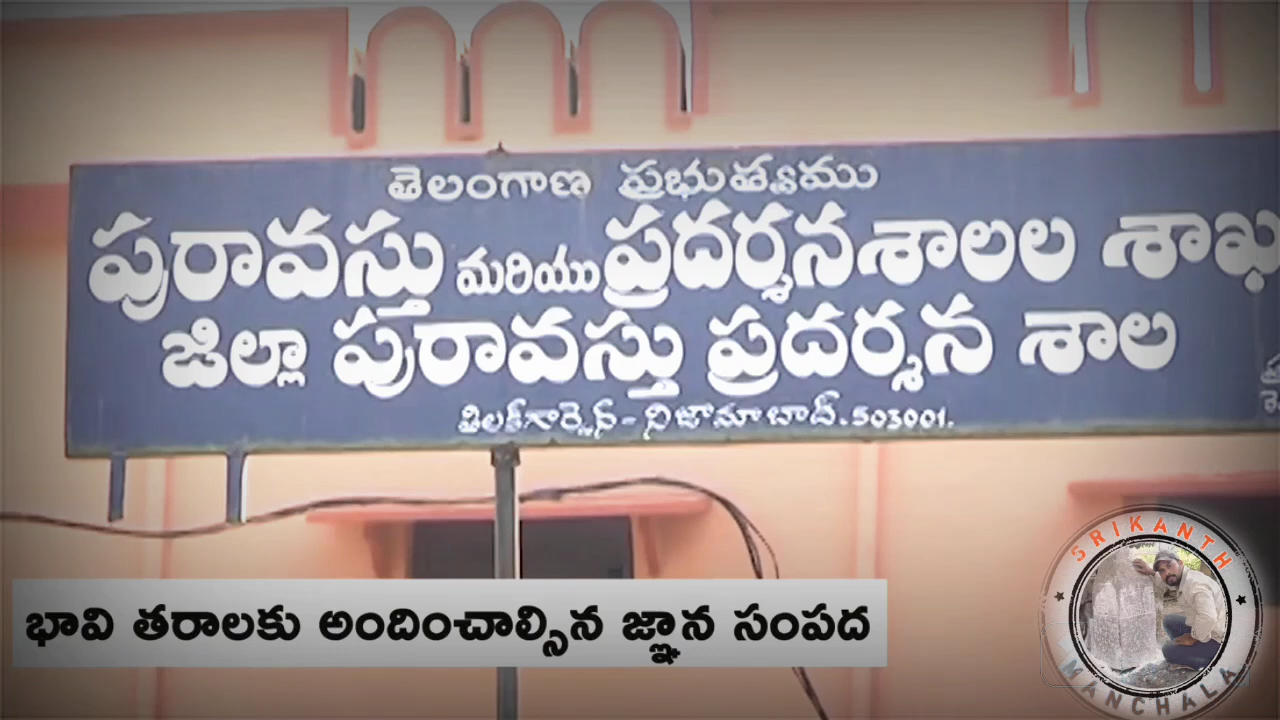 తెలంగాణ ప్రభుత్వము
పురావస్తు మరియు ప్రదర్శనశాలల శాఖ
జిల్లా పురావస్తు ప్రదర్శన శాల
తిలక్‌గార్డెన్ - నిజామాబాద్. 503001.
భావి తరాలకు అందించాల్సిన జ్ఞాన సంపద
SRIKANTH
MANCHALA